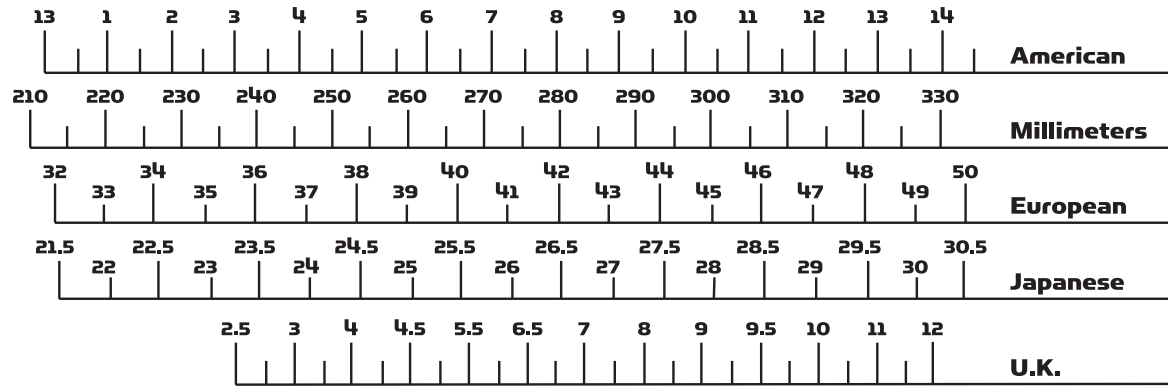 13 1 2 3 4 5 6 7 8 9 10 11 12 13 14
American
210 220 230 240 250 260 270 280 290 300 310 320 330
Millimeters
32 33 34 35 36 37 38 39 40 41 42 43 44 45 46 47 48 49 50
European
21.5 22 22.5 23 23.5 24 24.5 25 25.5 26 26.5 27 27.5 28 28.5 29 29.5 30 30.5
Japanese
2.5 3 4 4.5 5.5 6.5 7 8 9 9.5 10 11 12
U.K.